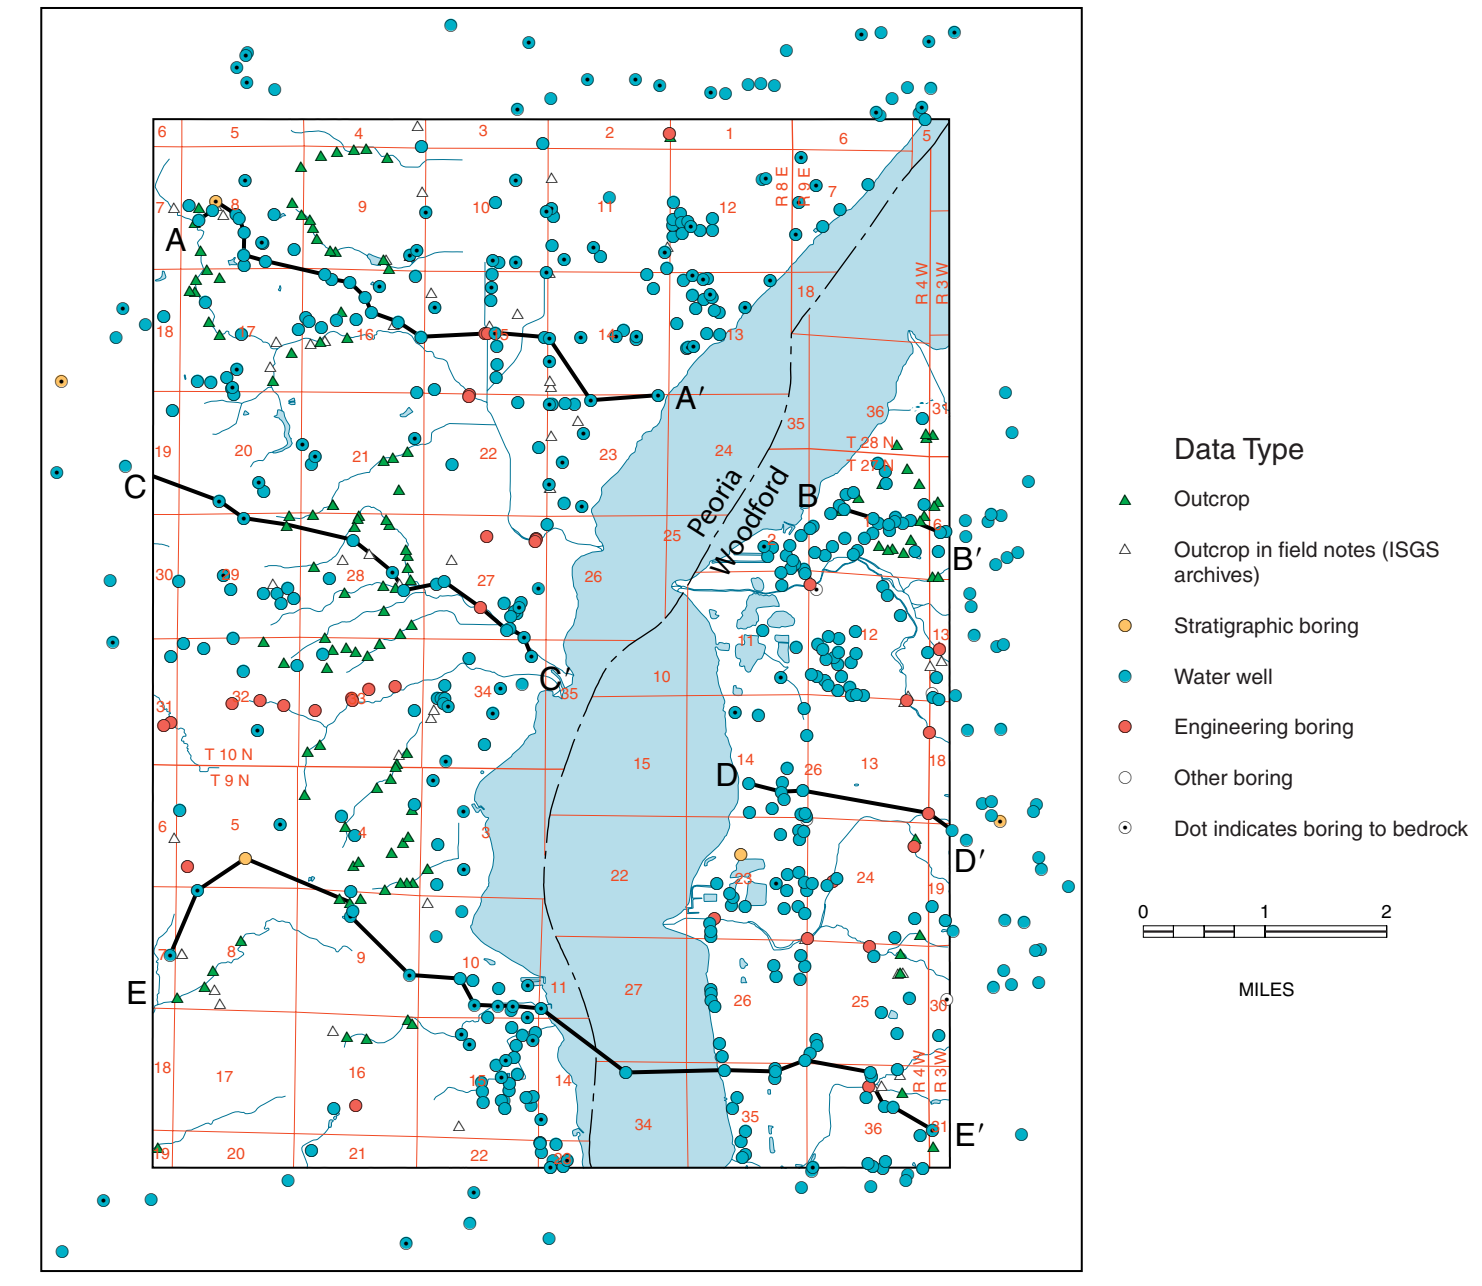 6 5 4 3 2 1 6 5
R 8 E
R 9 E
7 8 9 10 11 12 7
A
R 4 W
R 3 W
18
18 17 16 15 14 13
A′
35 36 31
T 28 N
T 27 N
19 20 21 22 23 24
C
Peoria
Woodford
B
1 6
25 2
B′
30 29 28 27 26
11 12 13
C′
10
31 32 33 34 35
T 10 N
T 9 N
15 14 26 13 18
D
6 5 4 3
D′
22 23 24 19
7 8 9 10 11
E
27 26 25 30
R 4 W
R 3 W
18 17 16 15 14
34 35 36 31
E′
19 20 21 22 23
Data Type
Outcrop
Outcrop in field notes (ISGS
archives)
Stratigraphic boring
Water well
Engineering boring
Other boring
Dot indicates boring to bedrock
0 1 2
MILES